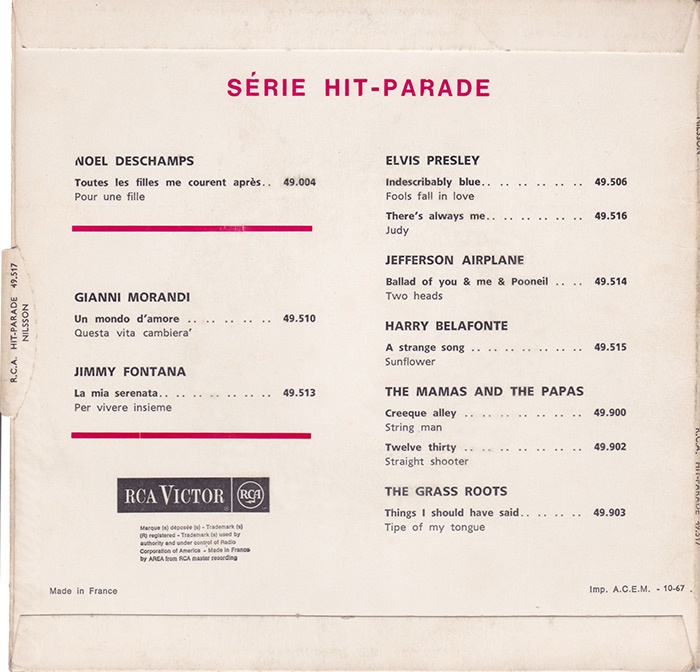 SÉRIE HIT-PARADE
NOEL DESCHAMPS
Toutes les filles me courent après.. 49.004
Pour une fille
GIANNI MORANDI
Un mondo d'amore .. .. .. .. .. .. 49.510
Questa vita cambiera'
JIMMY FONTANA
La mia serenata.. .. .. .. .. .. .. 49.513
Per vivere insieme
ELVIS PRESLEY
Indescribably blue.. .. .. .. .. .. 49.506
Fools fall in love
There's always me.. .. .. .. .. .. 49.516
Judy
JEFFERSON AIRPLANE
Ballad of you & me & Pooneil .. .. 49.514
Two heads
HARRY BELAFONTE
A strange song .. .. .. .. .. .. .. 49.515
Sunflower
THE MAMAS AND THE PAPAS
Creeque alley .. .. .. .. .. .. .. 49.900
String man
Twelve thirty .. .. .. .. .. .. .. 49.902
Straight shooter
THE GRASS ROOTS
Things I should have said.. .. .. .. 49.903
Tipe of my tongue
R.C.A. HIT-PARADE 49.517
NILSSON
RCA VICTOR
RCA
Marque (s) déposée (s) - Trademark (s)
(R) registered - Trademark (s) used by
authority and under control of Radio
Corporation of America - Made in France
by AREA from RCA master recording
Made in France
Imp. A.C.E.M. - 10-67 .
NILSSON